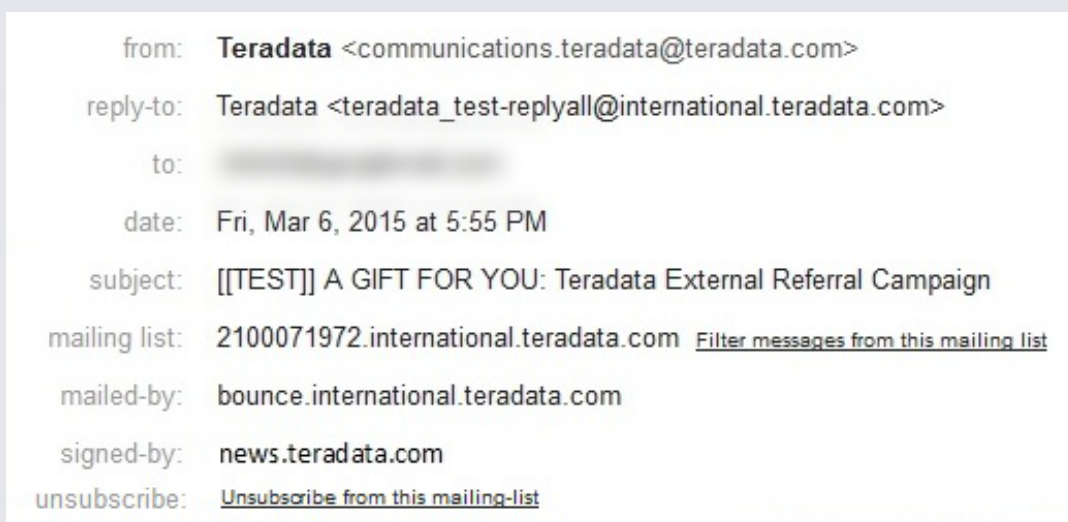 from: Teradata <communications.teradata@teradata.com>
reply-to: Teradata <teradata_test-replyall@international.teradata.com>
to:
date: Fri, Mar 6, 2015 at 5:55 PM
subject: [[TEST]] A GIFT FOR YOU: Teradata External Referral Campaign
mailing list: 2100071972.international.teradata.com Filter messages from this mailing list
mailed-by: bounce.international.teradata.com
signed-by: news.teradata.com
unsubscribe: Unsubscribe from this mailing-list